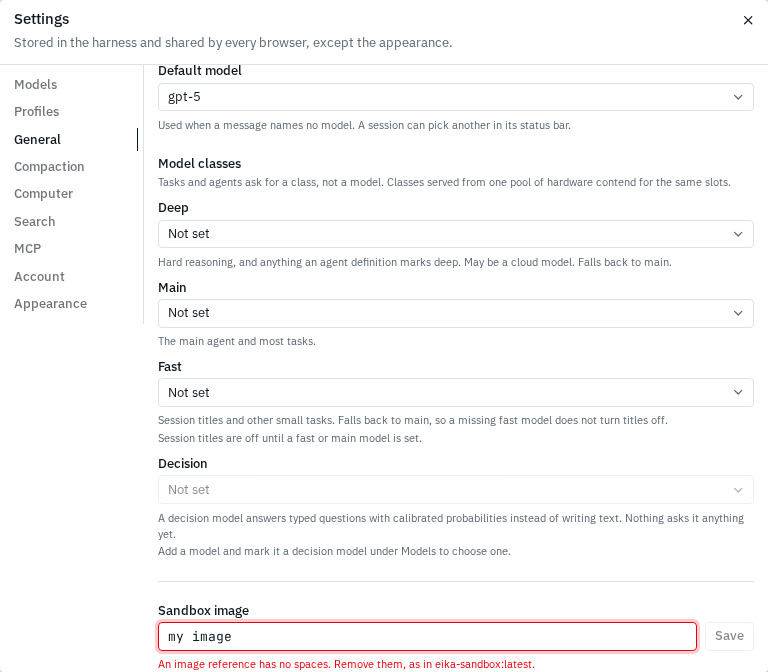 Settings
Stored in the harness and shared by every browser, except the appearance.
Models
Profiles
General
Compaction
Computer
Search
MCP
Account
Appearance
Default model
gpt-5
Used when a message names no model. A session can pick another in its status bar.
Model classes
Tasks and agents ask for a class, not a model. Classes served from one pool of hardware contend for the same slots.
Deep
Not set
Hard reasoning, and anything an agent definition marks deep. May be a cloud model. Falls back to main.
Main
Not set
The main agent and most tasks.
Fast
Not set
Session titles and other small tasks. Falls back to main, so a missing fast model does not turn titles off.
Session titles are off until a fast or main model is set.
Decision
Not set
A decision model answers typed questions with calibrated probabilities instead of writing text. Nothing asks it anything
yet.
Add a model and mark it a decision model under Models to choose one.
Sandbox image
my image
Save
An image reference has no spaces. Remove them, as in eika-sandbox:latest.